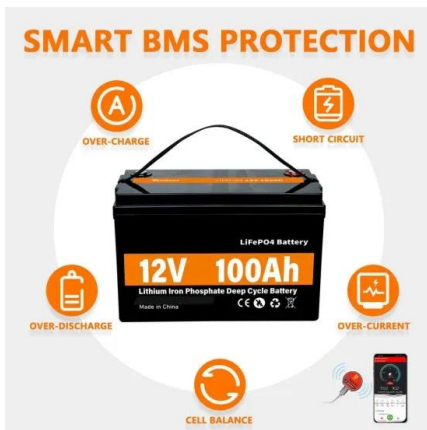 SMART BMS PROTECTION
A
OVER-CHARGE
SHORT CIRCUIT
LiFePO4 Battery
12V 100Ah
Lithium Iron Phosphate Deep Cycle Battery
Made in China
CE
OVER-DISCHARGE
OVER-CURRENT
CELL BALANCE